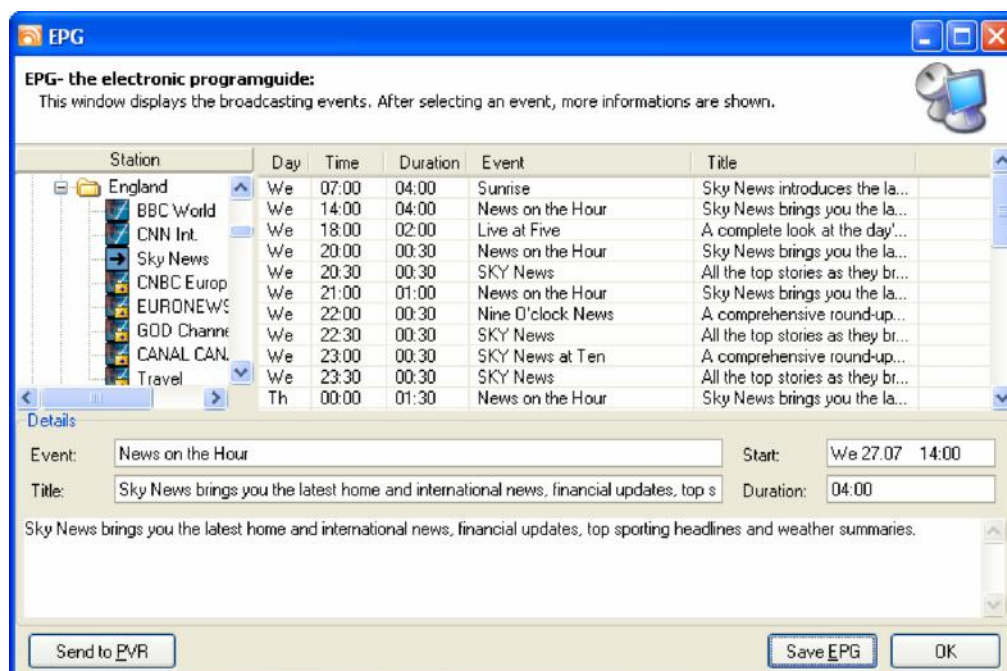 EPG
EPG- the electronic programguide:
This window displays the broadcasting events. After selecting an event, more informations are shown.
Station
England
BBC World
CNN Int.
Sky News
CNBC Europ
EURONEWS
GOD Channe
CANAL CAN.
Travel
Day Time Duration Event Title
We 07:00 04:00 Sunrise Sky News introduces the la...
We 14:00 04:00 News on the Hour Sky News brings you the la...
We 18:00 02:00 Live at Five A complete look at the day'...
We 20:00 00:30 News on the Hour Sky News brings you the la...
We 20:30 00:30 SKY News All the top stories as they br...
We 21:00 01:00 News on the Hour Sky News brings you the la...
We 22:00 00:30 Nine O'clock News A comprehensive round-up...
We 22:30 00:30 SKY News All the top stories as they br...
We 23:00 00:30 SKY News at Ten A comprehensive round-up...
We 23:30 00:30 SKY News All the top stories as they br...
Th 00:00 01:30 News on the Hour Sky News brings you the la...
Details
Event: News on the Hour Start: We 27.07 14:00
Title: Sky News brings you the latest home and international news, financial updates, top s Duration: 04:00
Sky News brings you the latest home and international news, financial updates, top sporting headlines and weather summaries.
Send to PVR Save EPG OK